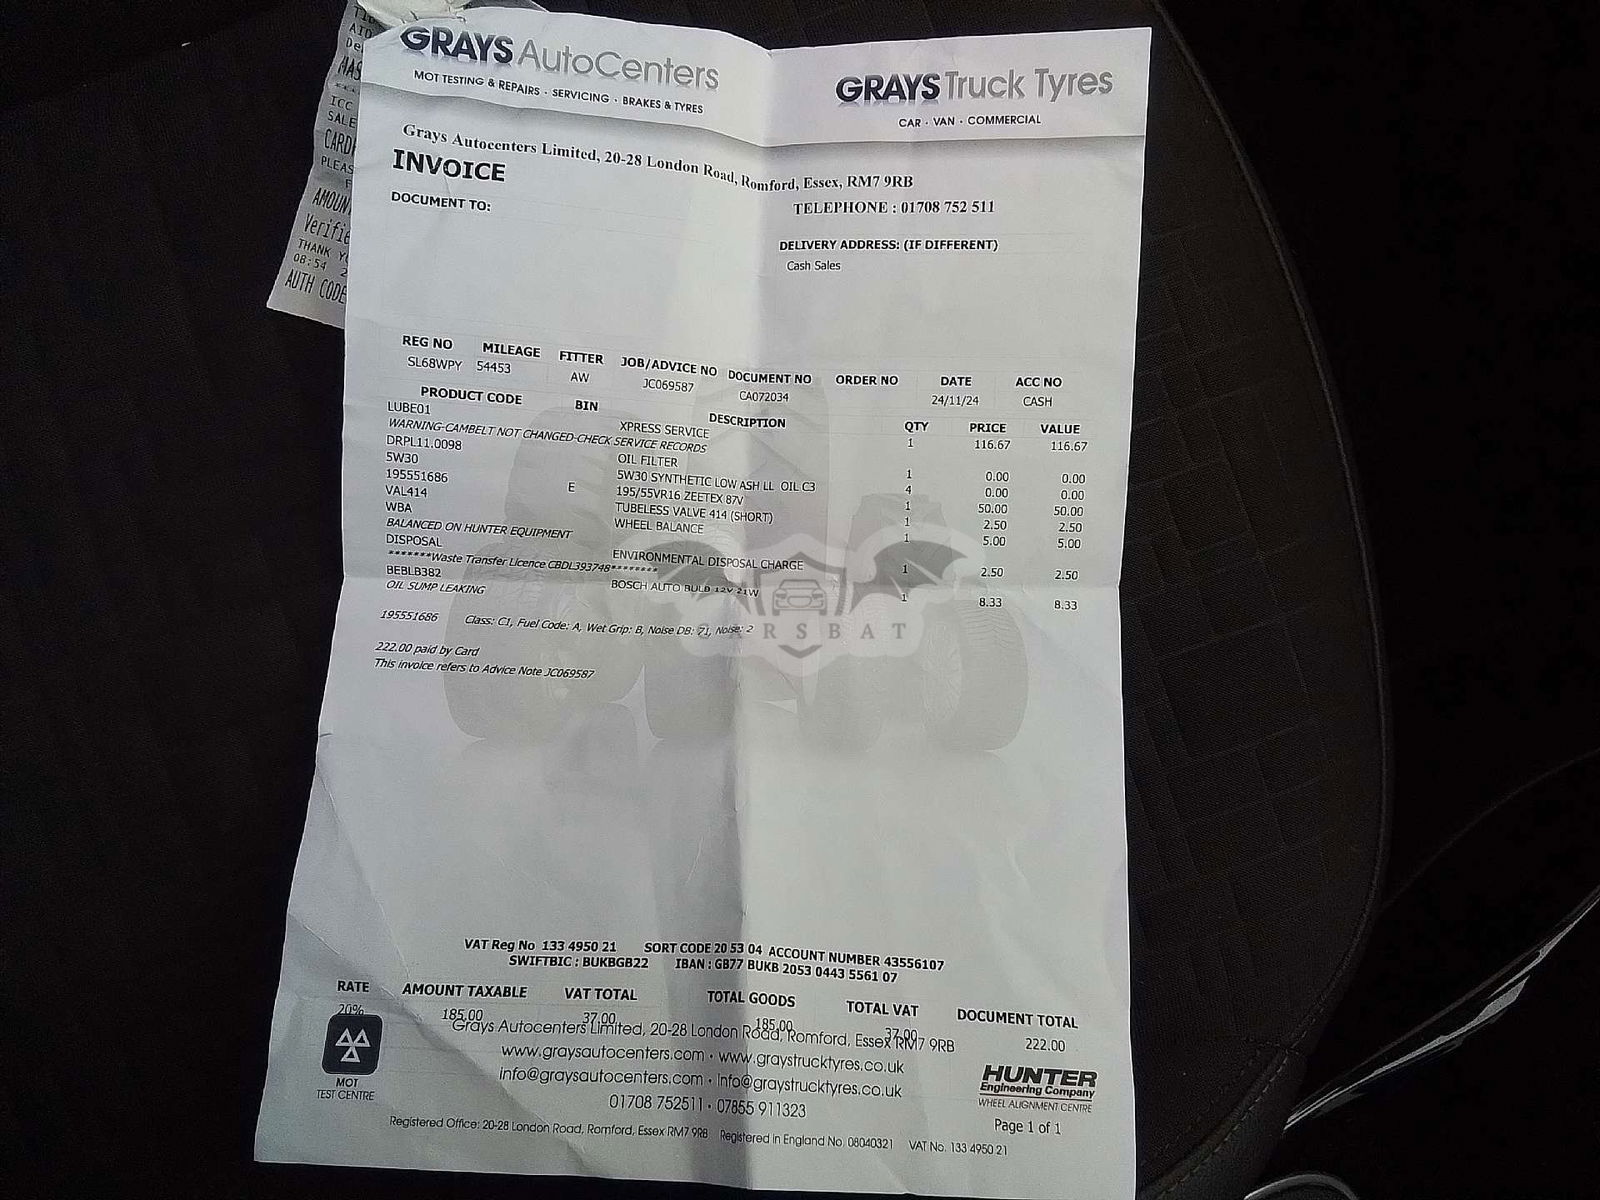 GRAYS AutoCenters
MOT TESTING & REPAIRS · SERVICING · BRAKES & TYRES
GRAYS Truck Tyres
CAR · VAN · COMMERCIAL
Grays Autocenters Limited, 20-28 London Road, Romford, Essex, RM7 9RB
INVOICE
TELEPHONE : 01708 752 511
DOCUMENT TO:
DELIVERY ADDRESS: (IF DIFFERENT)
Cash Sales
REG NO MILEAGE FITTER JOB/ADVICE NO DOCUMENT NO ORDER NO DATE ACC NO
SL68WPY 54453 AW JC069587 CA072034 24/11/24 CASH
PRODUCT CODE BIN DESCRIPTION QTY PRICE VALUE
LUBE01 XPRESS SERVICE 1 116.67 116.67
WARNING-CAMBELT NOT CHANGED-CHECK SERVICE RECORDS
DRPL11.0098 OIL FILTER 1 0.00 0.00
5W30 5W30 SYNTHETIC LOW ASH LL OIL C3 4 0.00 0.00
195551686 E 195/55VR16 ZEETEX 87V 1 50.00 50.00
VAL414 TUBELESS VALVE 414 (SHORT) 1 2.50 2.50
WBA WHEEL BALANCE 1 5.00 5.00
BALANCED ON HUNTER EQUIPMENT
DISPOSAL ENVIRONMENTAL DISPOSAL CHARGE 1 2.50 2.50
*******Waste Transfer Licence CBDL393748********
BEBLB382 BOSCH AUTO BULB 12V 21W 1 8.33 8.33
OIL SUMP LEAKING
195551686 Class: C1, Fuel Code: A, Wet Grip: B, Noise DB: 71, Noise: 2
CARSBAT
222.00 paid by Card
This invoice refers to Advice Note JC069587
VAT Reg No 133 4950 21 SORT CODE 20 53 04 ACCOUNT NUMBER 43556107
SWIFTBIC : BUKBGB22 IBAN : GB77 BUKB 2053 0443 5561 07
RATE AMOUNT TAXABLE VAT TOTAL TOTAL GOODS TOTAL VAT DOCUMENT TOTAL
20% 185.00 37.00 185.00 37.00 222.00
Grays Autocenters Limited, 20-28 London Road, Romford, Essex RM7 9RB
www.graysautocenters.com · www.graystrucktyres.co.uk
info@graysautocenters.com · info@graystrucktyres.co.uk
01708 752511 · 07855 911323
MOT
TEST CENTRE
HUNTER
Engineering Company
WHEEL ALIGNMENT CENTRE
Page 1 of 1
Registered Office: 20-28 London Road, Romford, Essex RM7 9RB Registered in England No. 08040321 VAT No. 133 4950 21
ICC
SALE
AMOUN
Verifie
THANK Y
08:54 2
AUTH CODE